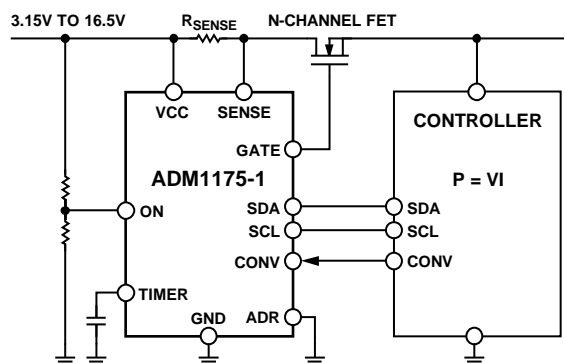 3.15V TO 16.5V
RSENSE
N-CHANNEL FET
VCC
SENSE
CONTROLLER
GATE
ADM1175-1
P = VI
SDA
SDA
ON
SCL
SCL
CONV
CONV
TIMER
GND
ADR